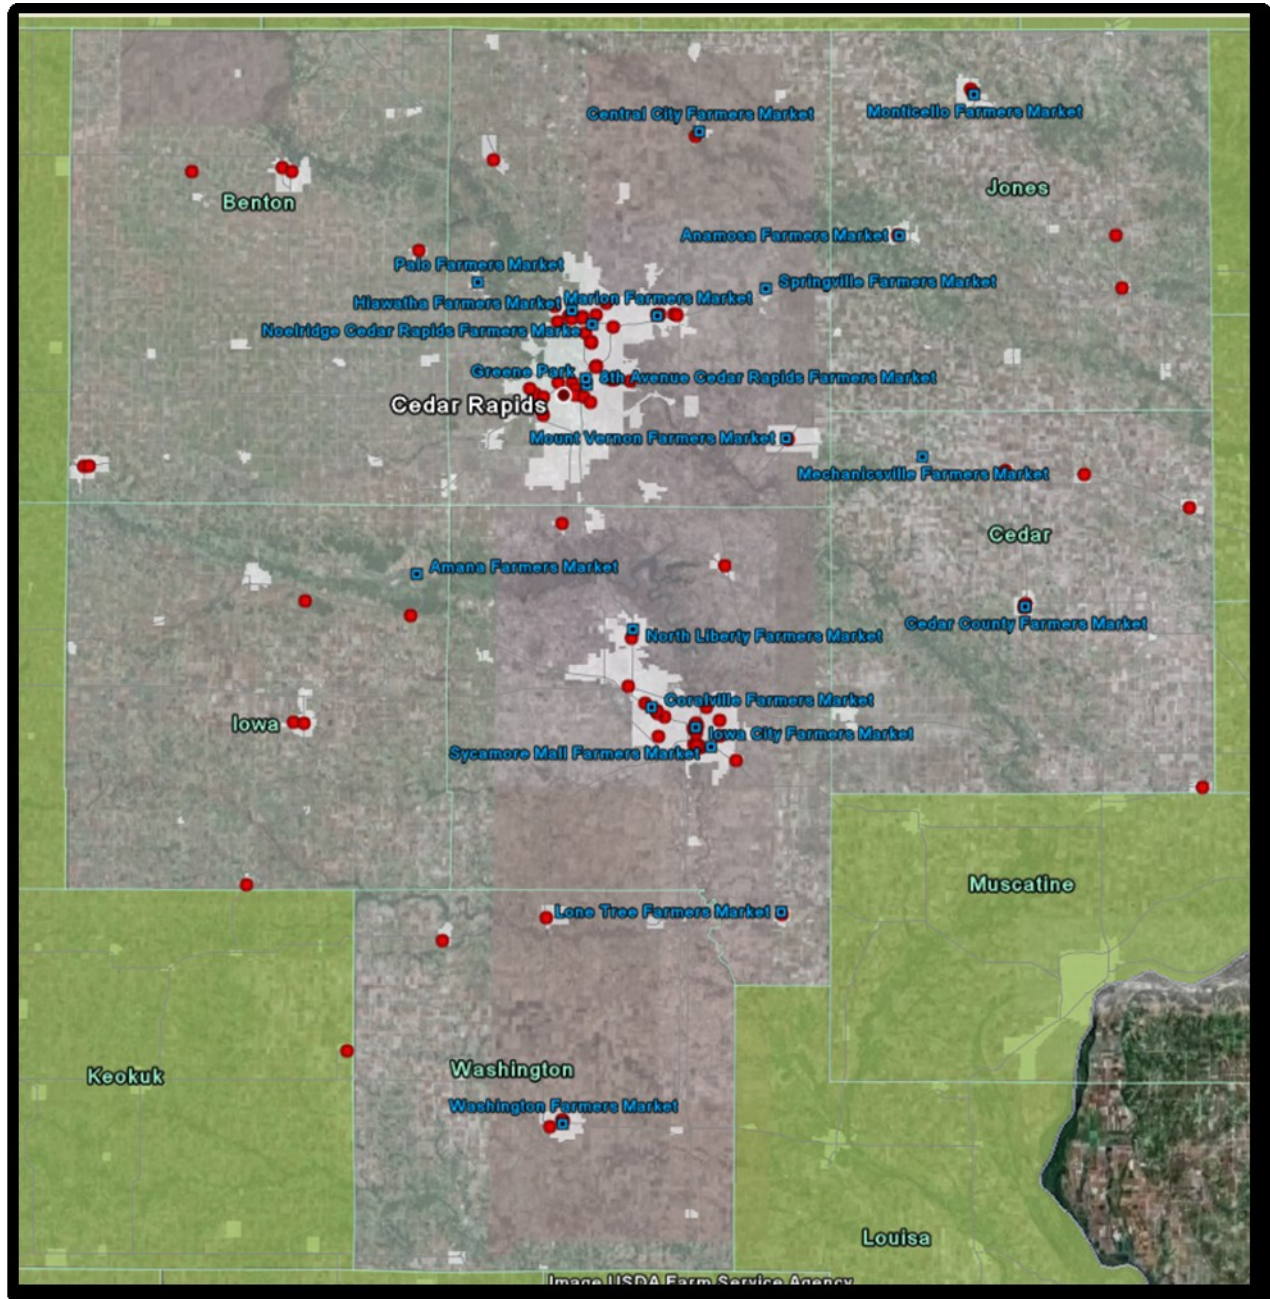 Central City Farmers Market
Monticello Farmers Market
Jones
Benton
Anamosa Farmers Market
Palo Farmers Market
Springville Farmers Market
Hiawatha Farmers Market
Marion Farmers Market
Noelridge Cedar Rapids Farmers Marke
Greene Park
8th Avenue Cedar Rapids Farmers Market
Cedar Rapids
Mount Vernon Farmers Market
Mechanicsville Farmers Market
Cedar
Amana Farmers Market
Cedar County Farmers Market
North Liberty Farmers Market
Coralville Farmers Market
Iowa
Iowa City Farmers Market
Sycamore Mall Farmers Market
Muscatine
Lone Tree Farmers Market
Keokuk
Washington
Washington Farmers Market
Louisa
Image USDA Farm Service Agency